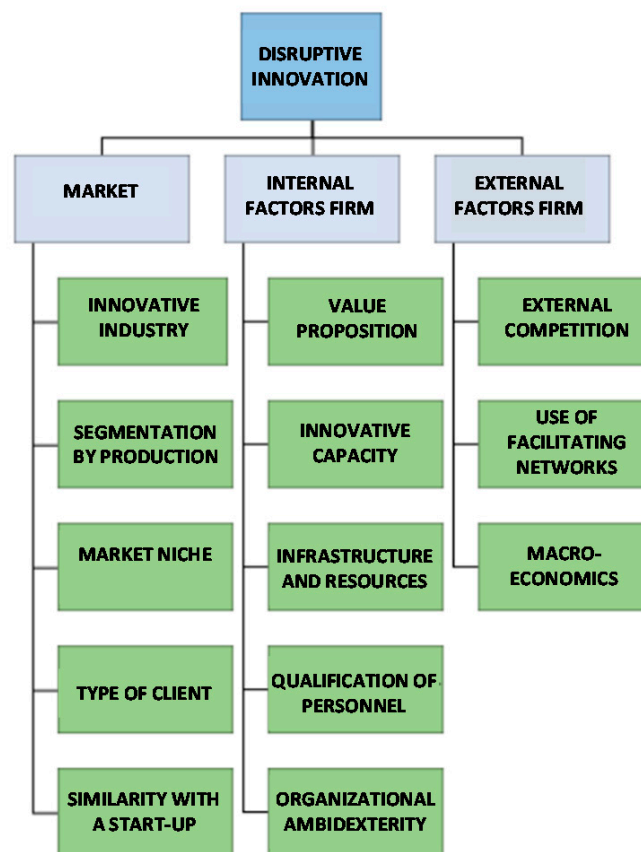 DISRUPTIVE
INNOVATION
MARKET
INTERNAL
FACTORS FIRM
EXTERNAL
FACTORS FIRM
INNOVATIVE
INDUSTRY
SEGMENTATION
BY PRODUCTION
MARKET NICHE
TYPE OF CLIENT
SIMILARITY WITH
A START-UP
VALUE
PROPOSITION
INNOVATIVE
CAPACITY
INFRASTRUCTURE
AND RESOURCES
QUALIFICATION OF
PERSONNEL
ORGANIZATIONAL
AMBIDEXTERITY
EXTERNAL
COMPETITION
USE OF
FACILITATING
NETWORKS
MACRO-
ECONOMICS